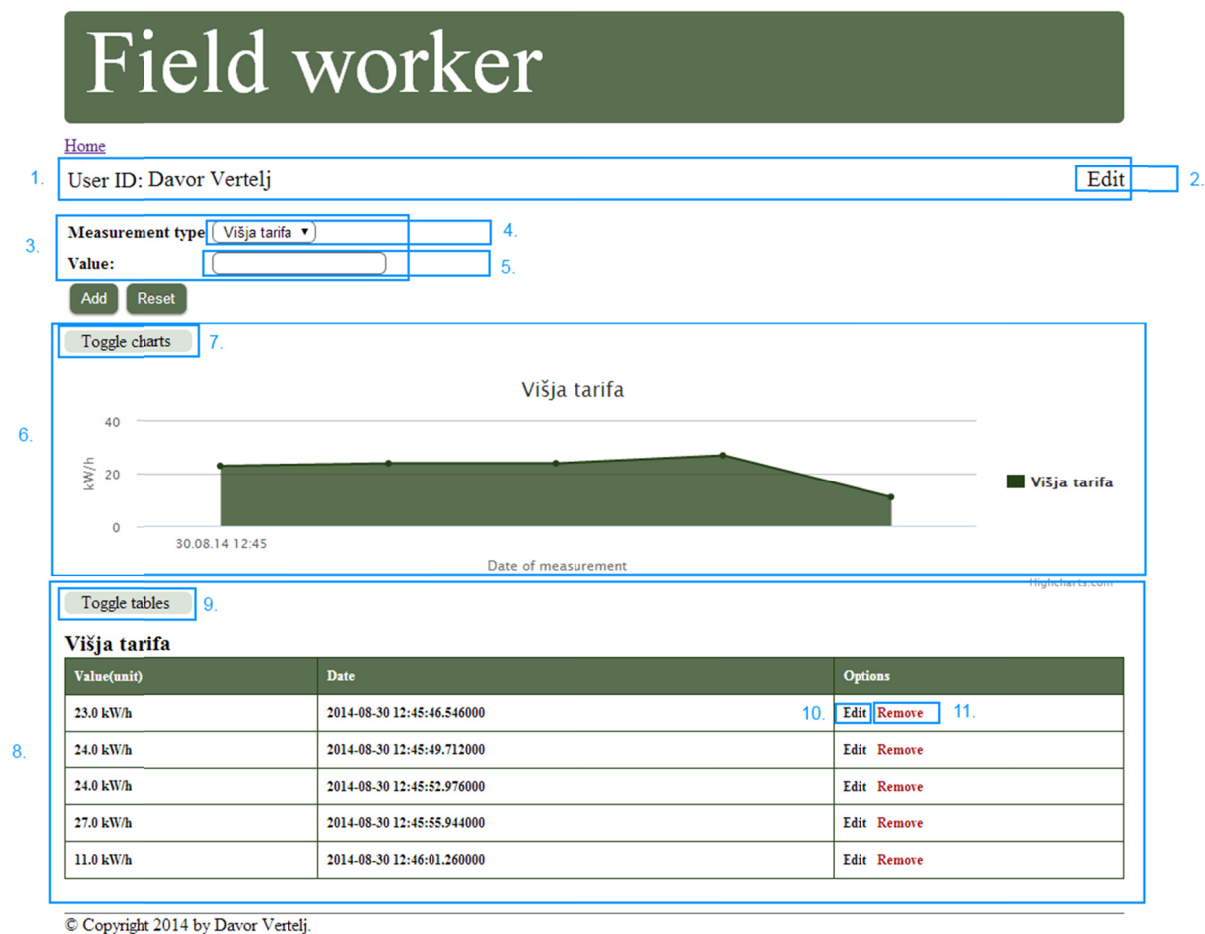 Field worker
Home
1. User ID: Davor Vertelj Edit 2.
3. Measurement type Višja tarifa ▼ 4.
Value: 5.
Add Reset
Toggle charts 7.
Višja tarifa
6. 40
20
0
kW/h
Višja tarifa
30.08.14 12:45
Date of measurement
Highcharts.com
Toggle tables 9.
Višja tarifa
Value(unit) Date Options
23.0 kW/h 2014-08-30 12:45:46.546000 10. Edit Remove 11.
8. 24.0 kW/h 2014-08-30 12:45:49.712000 Edit Remove
24.0 kW/h 2014-08-30 12:45:52.976000 Edit Remove
27.0 kW/h 2014-08-30 12:45:55.944000 Edit Remove
11.0 kW/h 2014-08-30 12:46:01.260000 Edit Remove
© Copyright 2014 by Davor Vertelj.